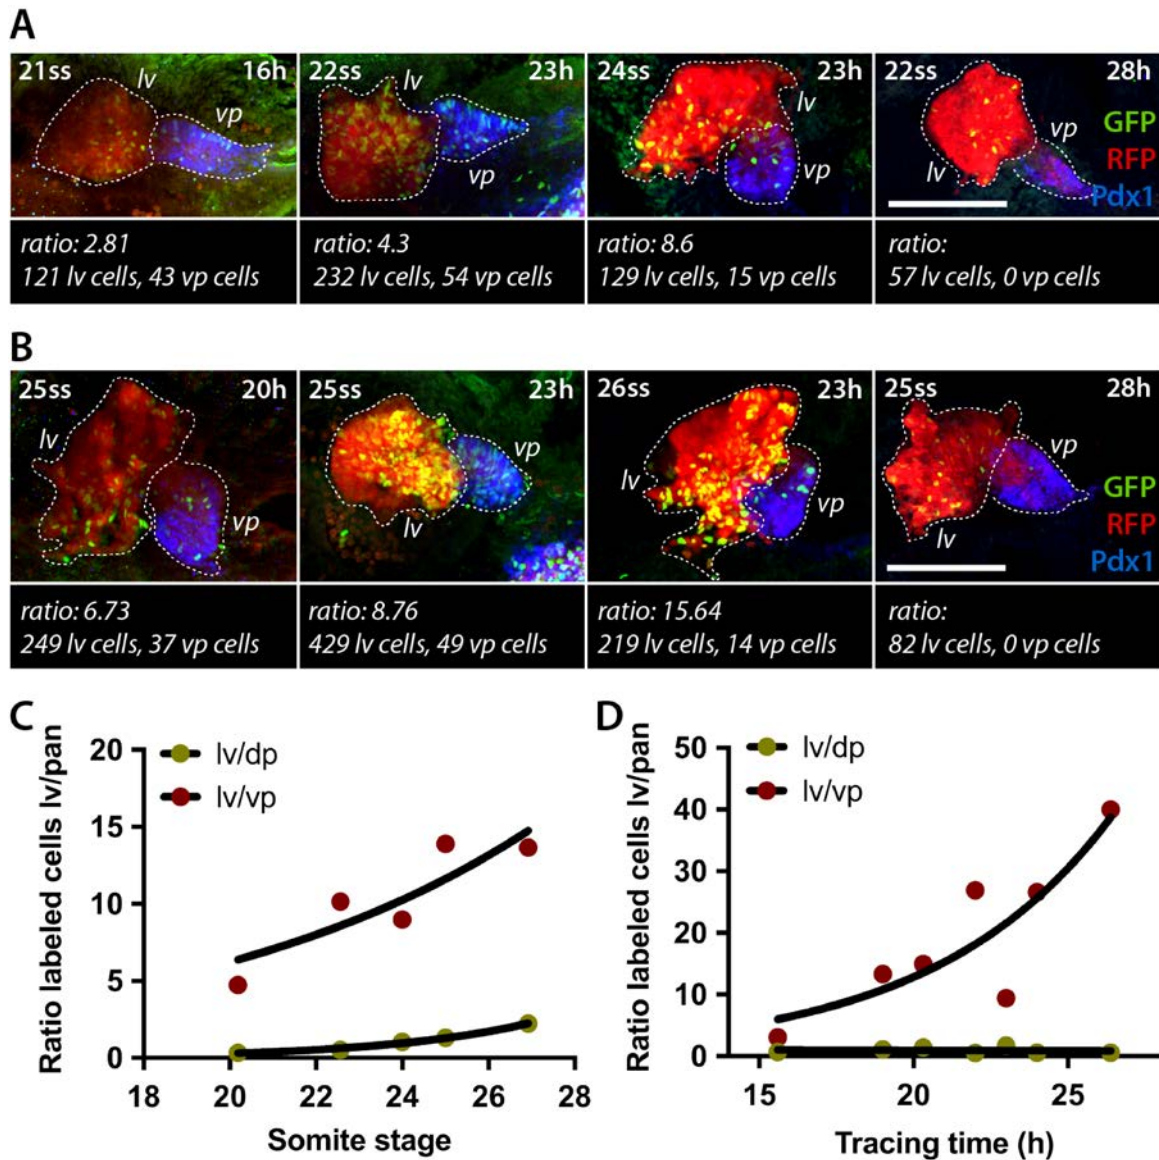 A
21ss 16h lv vp
22ss 23h lv vp
24ss 23h lv vp
22ss 28h lv vp
GFP
RFP
Pdx1
ratio: 2.81
121 lv cells, 43 vp cells
ratio: 4.3
232 lv cells, 54 vp cells
ratio: 8.6
129 lv cells, 15 vp cells
ratio:
57 lv cells, 0 vp cells
B
25ss 20h lv vp
25ss 23h lv vp
26ss 23h lv vp
25ss 28h lv vp
GFP
RFP
Pdx1
ratio: 6.73
249 lv cells, 37 vp cells
ratio: 8.76
429 lv cells, 49 vp cells
ratio: 15.64
219 lv cells, 14 vp cells
ratio:
82 lv cells, 0 vp cells
C
Ratio labeled cells lv/pan
20
15
10
5
0
lv/dp
lv/vp
18 20 22 24 26 28
Somite stage
D
Ratio labeled cells lv/pan
50
40
30
20
10
0
lv/dp
lv/vp
15 20 25
Tracing time (h)